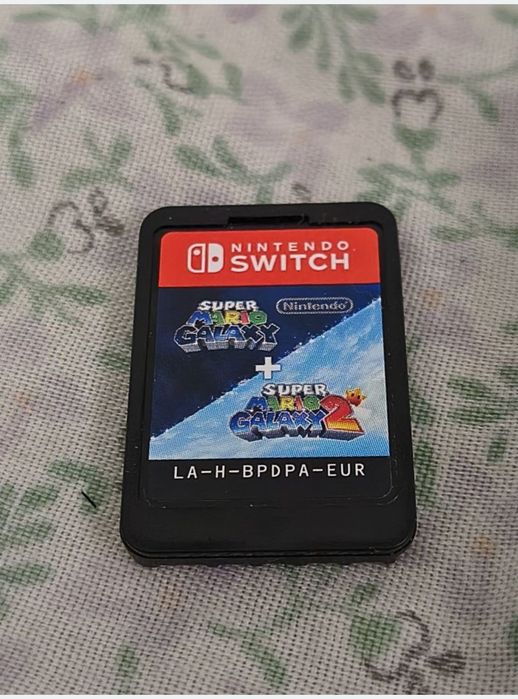 NINTENDO
SWITCH
SUPER
MARIO
GALAXY
Nintendo
+
SUPER
MARIO
GALAXY 2
LA-H-BPDPA-EUR